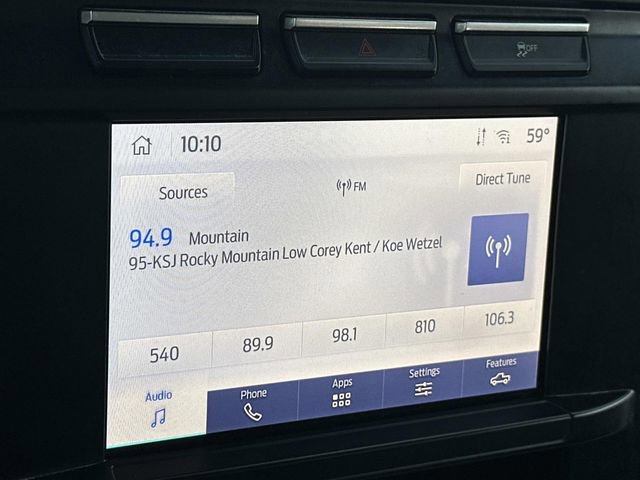 OFF
10:10
59°
Sources
FM
Direct Tune
94.9 Mountain
95-KSJ Rocky Mountain Low Corey Kent / Koe Wetzel
540 89.9 98.1 810 106.3
Audio Phone Apps Settings Features